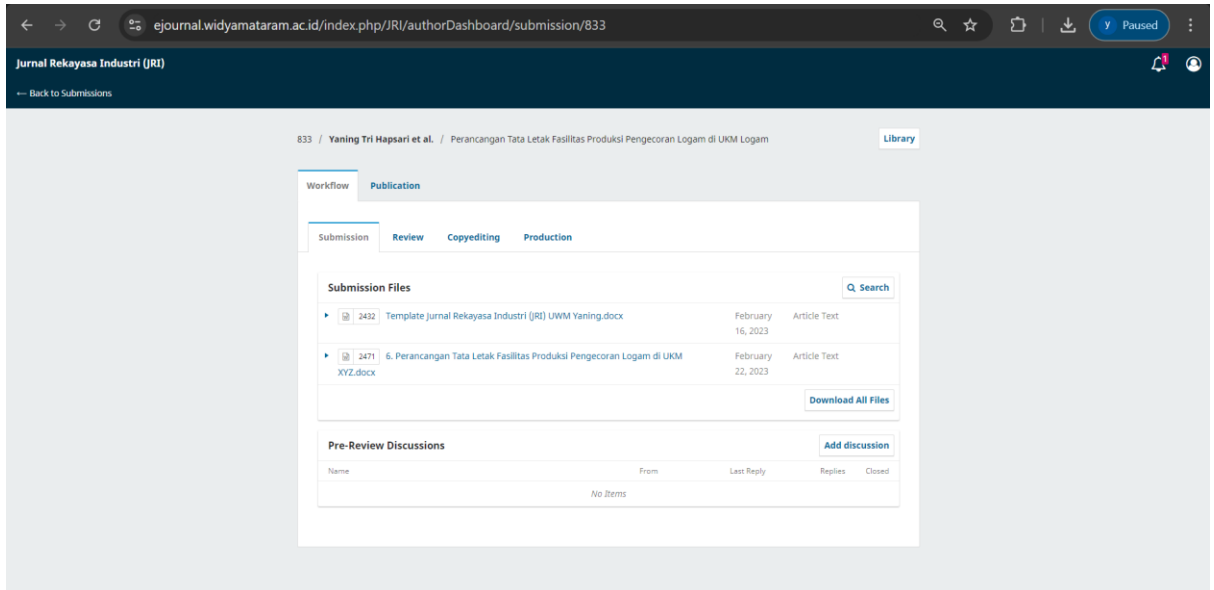 ejournal.widyamataram.ac.id/index.php/JRI/authorDashboard/submission/833
y Paused
Jurnal Rekayasa Industri (JRI)
1
← Back to Submissions
833 / Yaning Tri Hapsari et al. / Perancangan Tata Letak Fasilitas Produksi Pengecoran Logam di UKM Logam
Library
Workflow Publication
Submission Review Copyediting Production
Submission Files
Search
2432 Template Jurnal Rekayasa Industri (JRI) UWM Yaning.docx
February 16, 2023
Article Text
2471 6. Perancangan Tata Letak Fasilitas Produksi Pengecoran Logam di UKM
XYZ.docx
February 22, 2023
Article Text
Download All Files
Pre-Review Discussions
Add discussion
Name From Last Reply Replies Closed
No Items